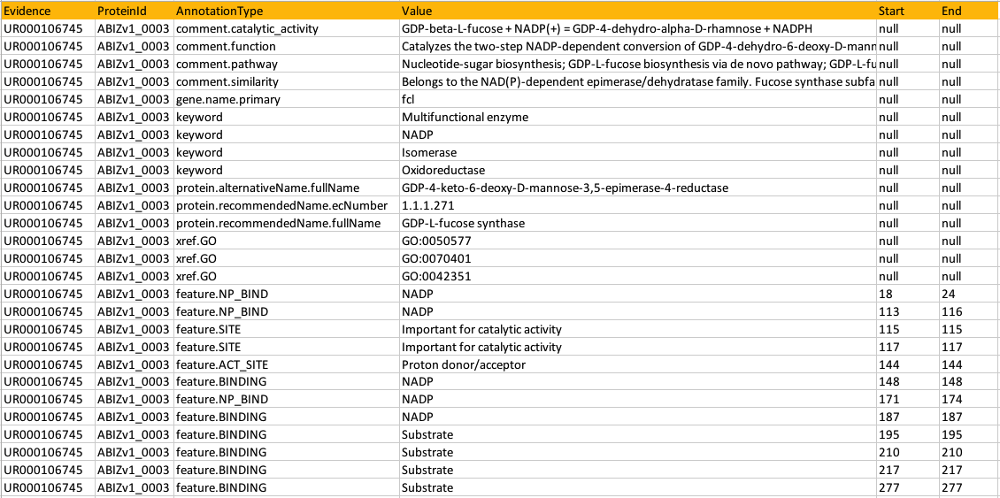 Evidence ProteinId AnnotationType Value Start End
UR000106745 ABIZv1_0003 comment.catalytic_activity GDP-beta-L-fucose + NADP(+) = GDP-4-dehydro-alpha-D-rhamnose + NADPH null null
UR000106745 ABIZv1_0003 comment.function Catalyzes the two-step NADP-dependent conversion of GDP-4-dehydro-6-deoxy-D-mann null null
UR000106745 ABIZv1_0003 comment.pathway Nucleotide-sugar biosynthesis; GDP-L-fucose biosynthesis via de novo pathway; GDP-L-fu null null
UR000106745 ABIZv1_0003 comment.similarity Belongs to the NAD(P)-dependent epimerase/dehydratase family. Fucose synthase subfa null null
UR000106745 ABIZv1_0003 gene.name.primary fcl null null
UR000106745 ABIZv1_0003 keyword Multifunctional enzyme null null
UR000106745 ABIZv1_0003 keyword NADP null null
UR000106745 ABIZv1_0003 keyword Isomerase null null
UR000106745 ABIZv1_0003 keyword Oxidoreductase null null
UR000106745 ABIZv1_0003 protein.alternativeName.fullName GDP-4-keto-6-deoxy-D-mannose-3,5-epimerase-4-reductase null null
UR000106745 ABIZv1_0003 protein.recommendedName.ecNumber 1.1.1.271 null null
UR000106745 ABIZv1_0003 protein.recommendedName.fullName GDP-L-fucose synthase null null
UR000106745 ABIZv1_0003 xref.GO GO:0050577 null null
UR000106745 ABIZv1_0003 xref.GO GO:0070401 null null
UR000106745 ABIZv1_0003 xref.GO GO:0042351 null null
UR000106745 ABIZv1_0003 feature.NP_BIND NADP 18 24
UR000106745 ABIZv1_0003 feature.NP_BIND NADP 113 116
UR000106745 ABIZv1_0003 feature.SITE Important for catalytic activity 115 115
UR000106745 ABIZv1_0003 feature.SITE Important for catalytic activity 117 117
UR000106745 ABIZv1_0003 feature.ACT_SITE Proton donor/acceptor 144 144
UR000106745 ABIZv1_0003 feature.BINDING NADP 148 148
UR000106745 ABIZv1_0003 feature.NP_BIND NADP 171 174
UR000106745 ABIZv1_0003 feature.BINDING NADP 187 187
UR000106745 ABIZv1_0003 feature.BINDING Substrate 195 195
UR000106745 ABIZv1_0003 feature.BINDING Substrate 210 210
UR000106745 ABIZv1_0003 feature.BINDING Substrate 217 217
UR000106745 ABIZv1_0003 feature.BINDING Substrate 277 277